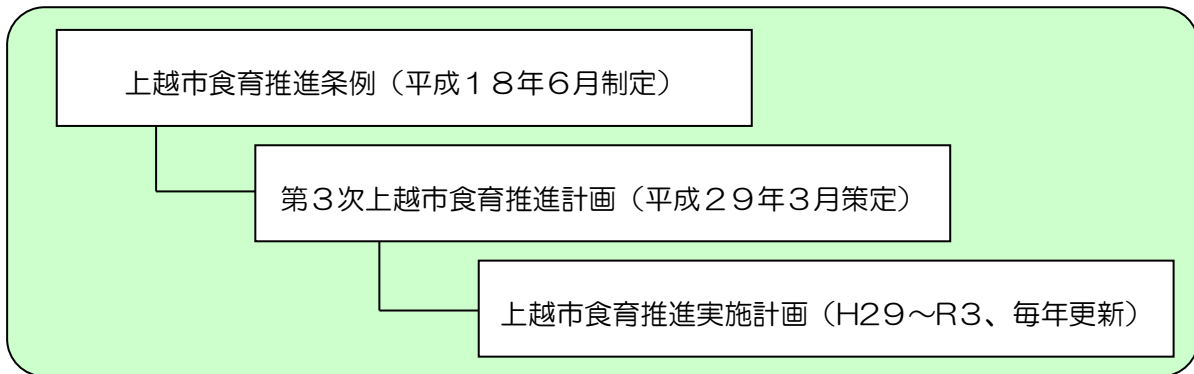 上越市食育推進条例（平成１８年６月制定）
第３次上越市食育推進計画（平成２９年３月策定）
上越市食育推進実施計画（H29～R3、毎年更新）